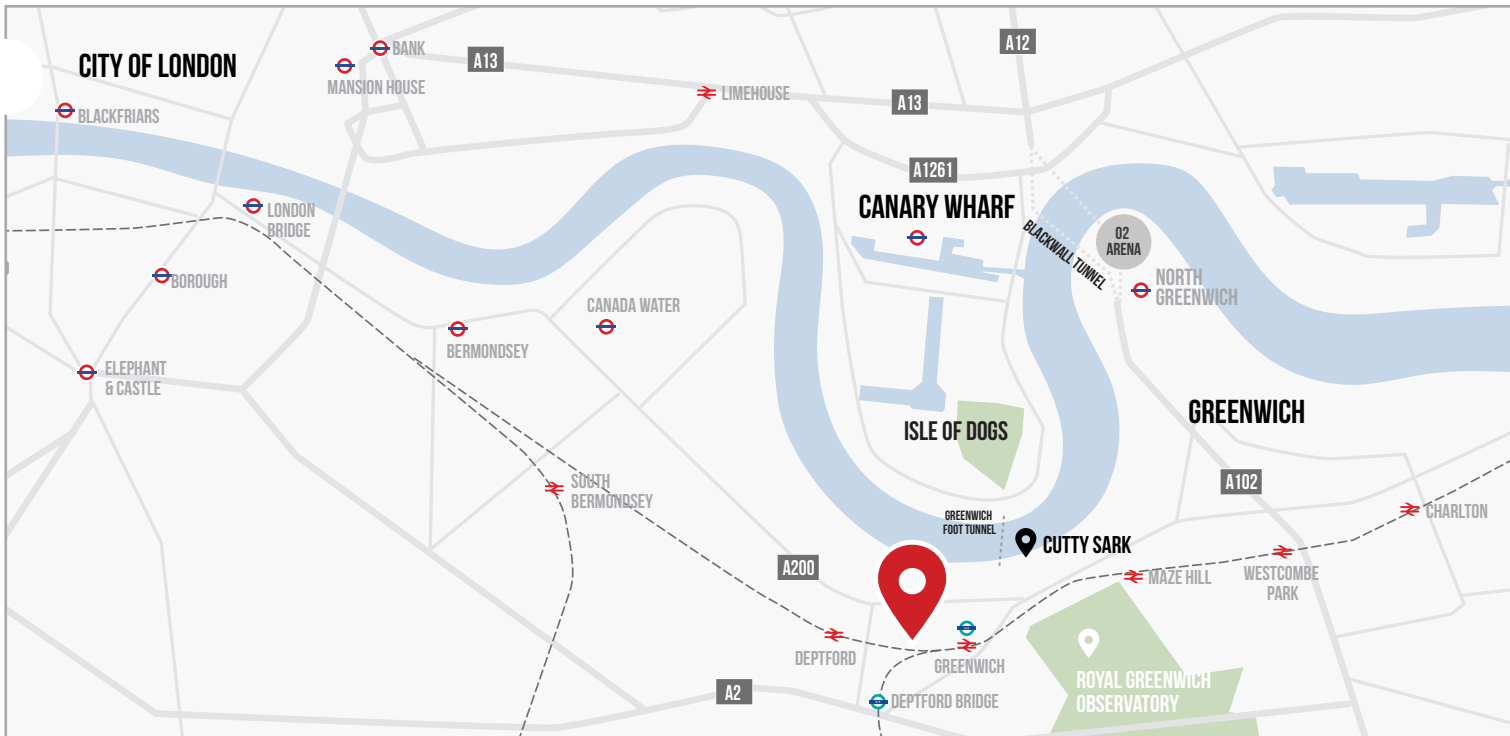 A12
BANK
A13
CITY OF LONDON
MANSION HOUSE
LIMEHOUSE
A13
BLACKFRIARS
A1261
CANARY WHARF
LONDON
BRIDGE
O2
ARENA
BLACKWALL TUNNEL
BOROUGH
NORTH
GREENWICH
CANADA WATER
BERMONDSEY
ELEPHANT
& CASTLE
GREENWICH
ISLE OF DOGS
SOUTH
BERMONDSEY
A102
CHARLTON
GREENWICH
FOOT TUNNEL
CUTTY SARK
A200
MAZE HILL
WESTCOMBE
PARK
DEPTFORD
GREENWICH
ROYAL GREENWICH
OBSERVATORY
A2
DEPTFORD BRIDGE